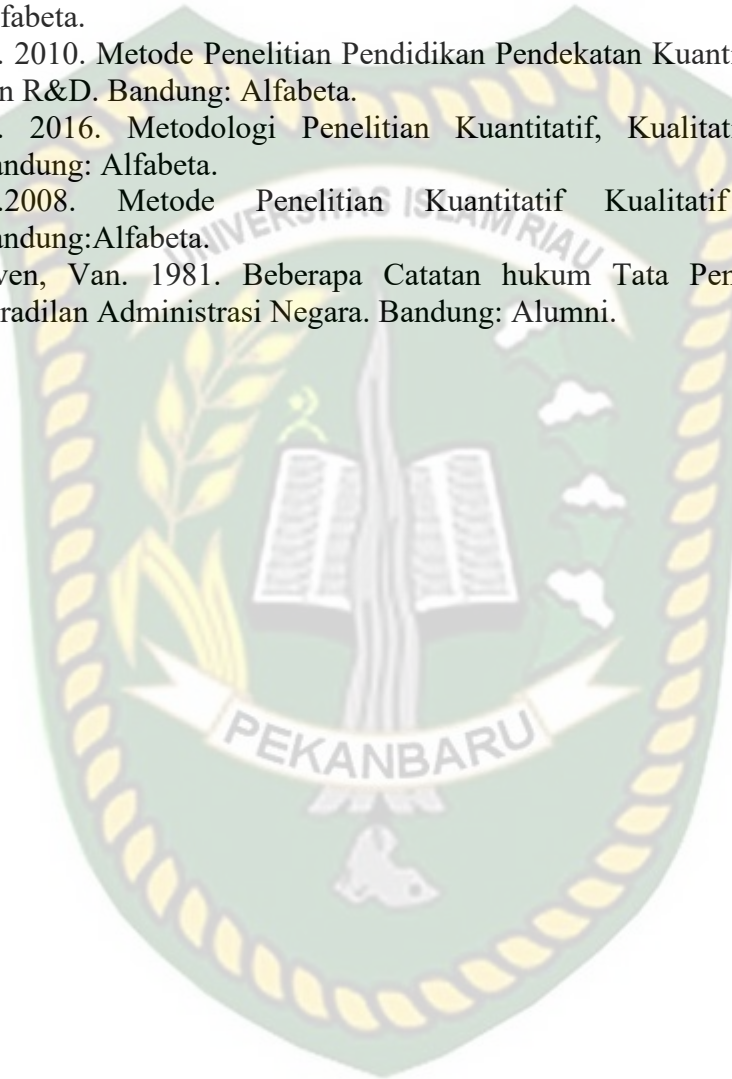 fabeta.
. 2010. Metode Penelitian Pendidikan Pendekatan Kuanti
n R&D. Bandung: Alfabeta.
. 2016. Metodologi Penelitian Kuantitatif, Kualitati
andung: Alfabeta.
.2008. Metode Penelitian Kuantitatif Kualitatif
andung:Alfabeta.
ven, Van. 1981. Beberapa Catatan hukum Tata Pen
radilan Administrasi Negara. Bandung: Alumni.
UNIVERSITAS ISLAM RIAU
PEKANBARU